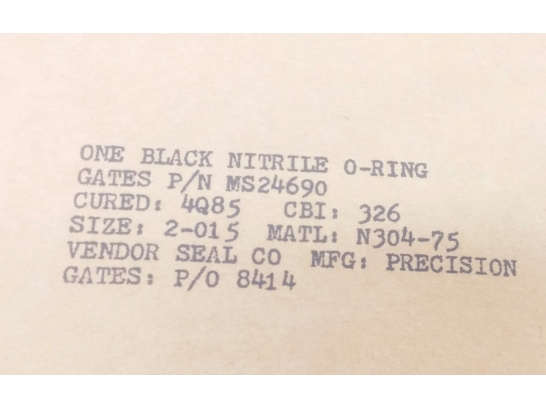 ONE BLACK NITRILE O-RING
GATES P/N MS24690
CURED: 4Q85 CBI: 326
SIZE: 2-015 MATL: N304-75
VENDOR SEAL CO MFG: PRECISION
GATES: P/O 8414